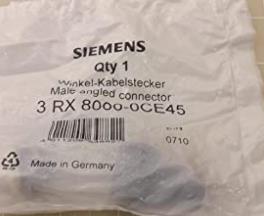 SIEMENS
Qty 1
Winkel-Kabelstecker
Male angled connector
3 RX 8000-0CE45
0710
Made in Germany